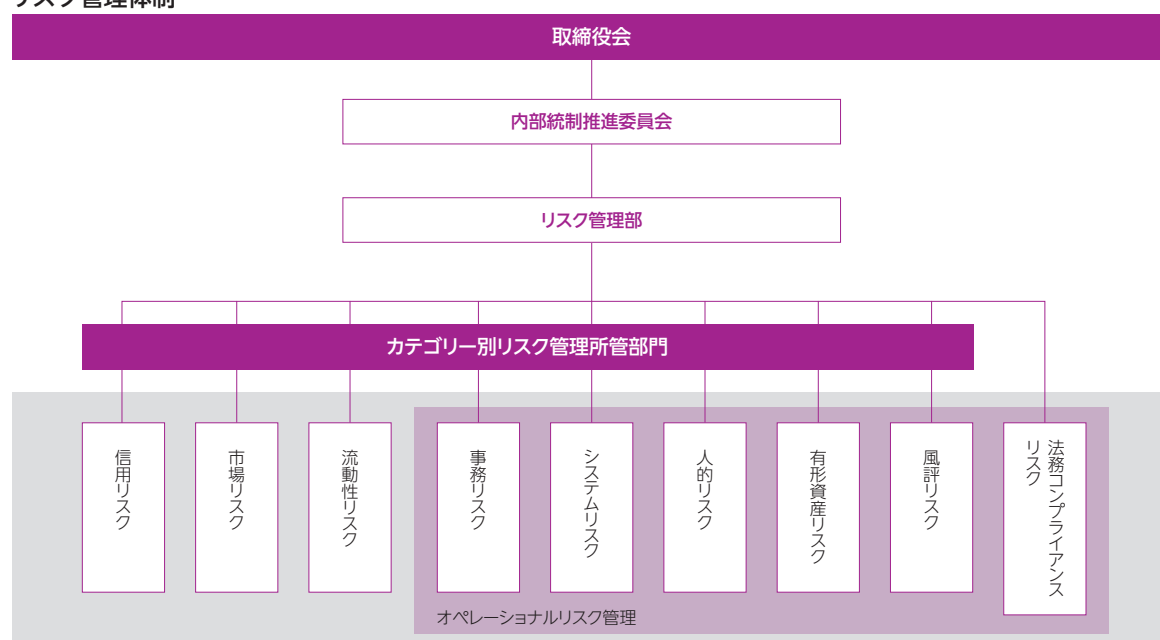 リスク管理体制
取締役会
内部統制推進委員会
リスク管理部
カテゴリー別リスク管理所管部門
信用リスク
市場リスク
流動性リスク
事務リスク
システムリスク
人的リスク
有形資産リスク
風評リスク
法務コンプライアンス
リスク
オペレーショナルリスク管理